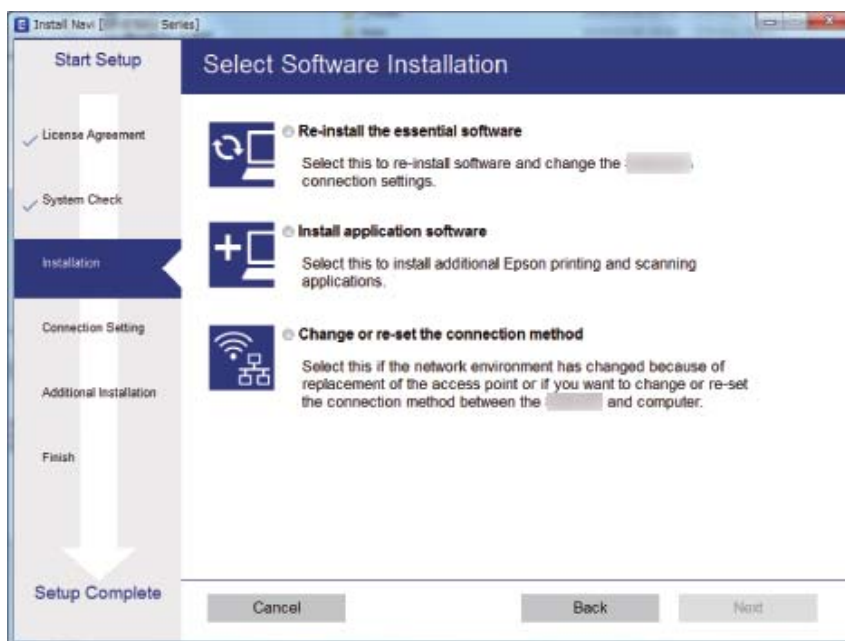 Install Navi [ Series]
Start Setup
License Agreement
System Check
Installation
Connection Setting
Additional Installation
Finish
Setup Complete
Select Software Installation
Re-install the essential software
Select this to re-install software and change the
connection settings.
Install application software
Select this to install additional Epson printing and scanning
applications.
Change or re-set the connection method
Select this if the network environment has changed because of
replacement of the access point or if you want to change or re-set
the connection method between the and computer.
Cancel
Back
Next